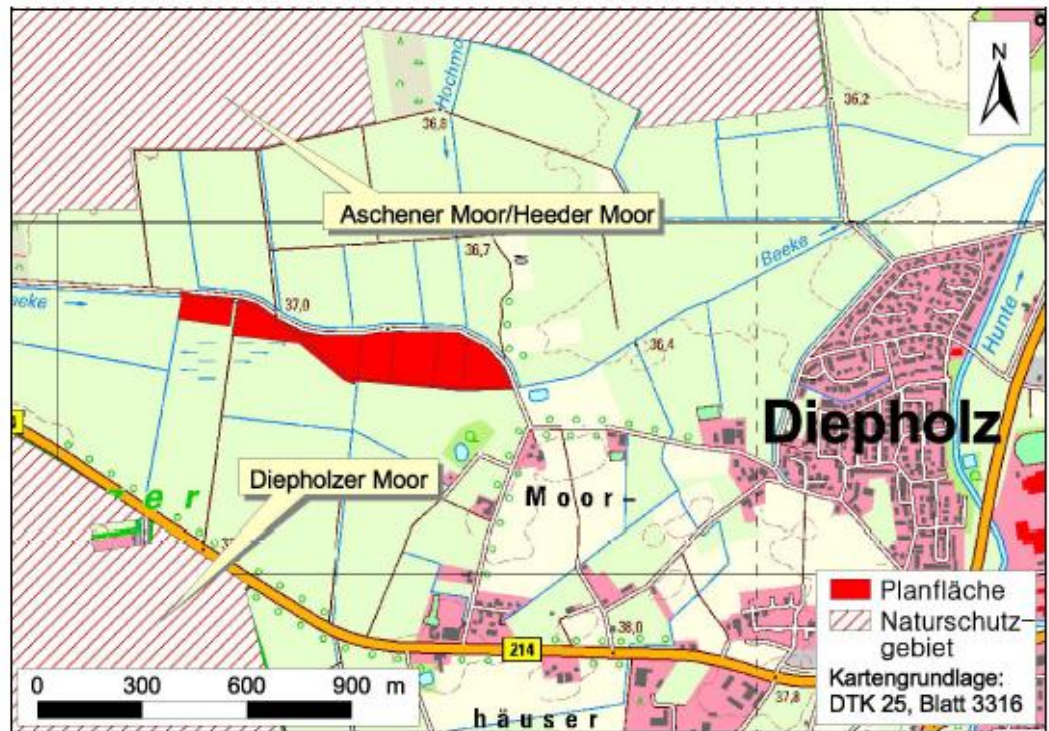 Hochmo
N
36,2
36,8
Aschener Moor/Heeder Moor
36,7
Beeke
eeke
37,0
Hunte
36,4
Diepholz
Diepholzer Moor
Moor-
er
214
38,0
37,8
häuser
Planfläche
Naturschutz-
gebiet
Kartengrundlage:
DTK 25, Blatt 3316
0 300 600 900 m